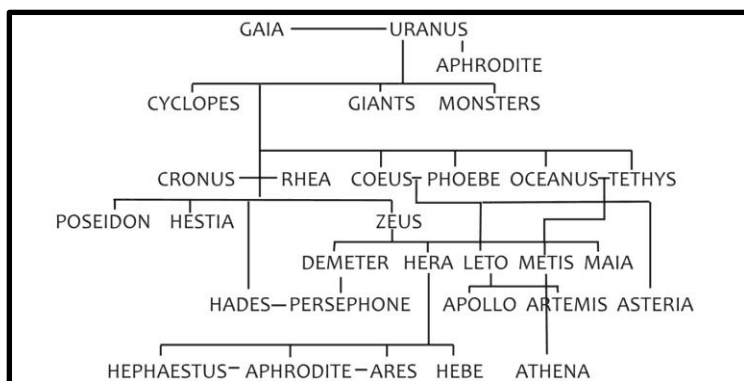 GAIA URANUS
APHRODITE
CYCLOPES GIANTS MONSTERS
CRONUS RHEA COEUS PHOEBE OCEANUS TETHYS
POSEIDON HESTIA ZEUS
DEMETER HERA LETO METIS MAIA
HADES PERSEPHONE APOLLO ARTEMIS ASTERIA
HEPHAESTUS APHRODITE ARES HEBE ATHENA